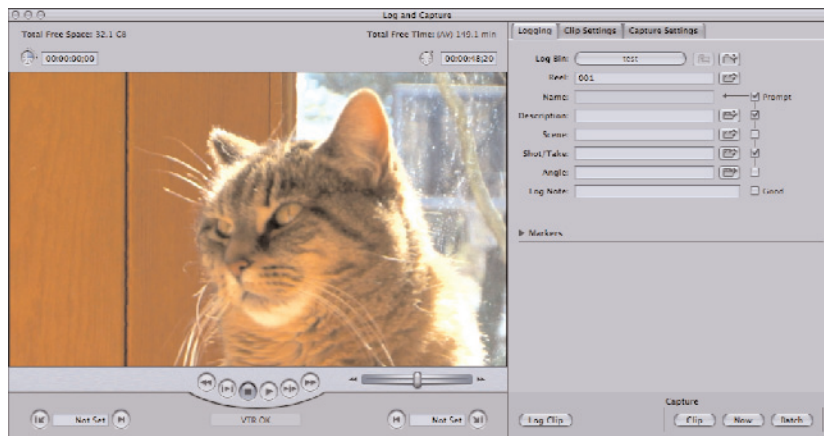 Log and Capture
Total Free Space: 32.1 GB
Total Free Time: (AV) 149.1 min
00:00:00;00
00:00:48;20
Logging
Clip Settings
Capture Settings
Log Bin: test
Reel: 001
Name:
Prompt
Description:
Scene:
Shot/Take:
Angle:
Log Note:
Good
Markers
Not Set
VTR OK
Not Set
Log Clip
Capture
Clip
Now
Batch